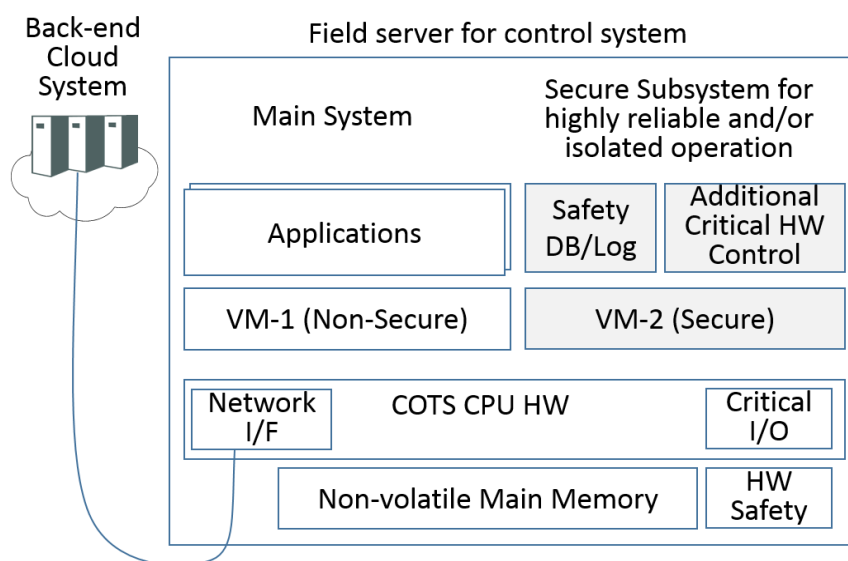 Back-end
Cloud
System
Field server for control system
Main System
Secure Subsystem for
highly reliable and/or
isolated operation
Applications
Safety
DB/Log
Additional
Critical HW
Control
VM-1 (Non-Secure)
VM-2 (Secure)
Network
I/F
COTS CPU HW
Critical
I/O
Non-volatile Main Memory
HW
Safety